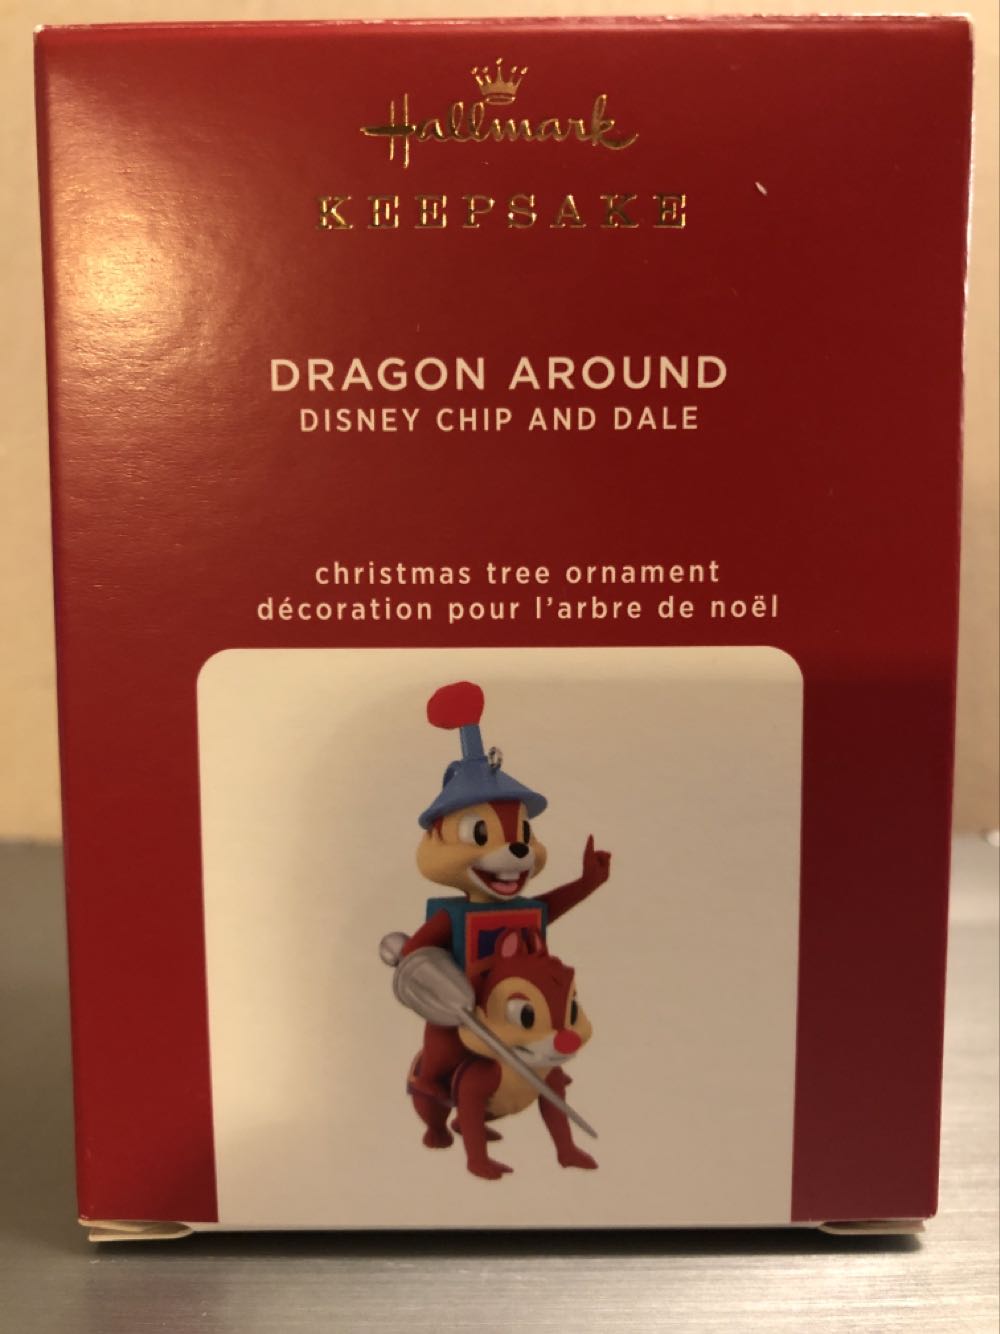 Hallmark
KEEPSAKE
DRAGON AROUND
DISNEY CHIP AND DALE
christmas tree ornament
décoration pour l'arbre de noël